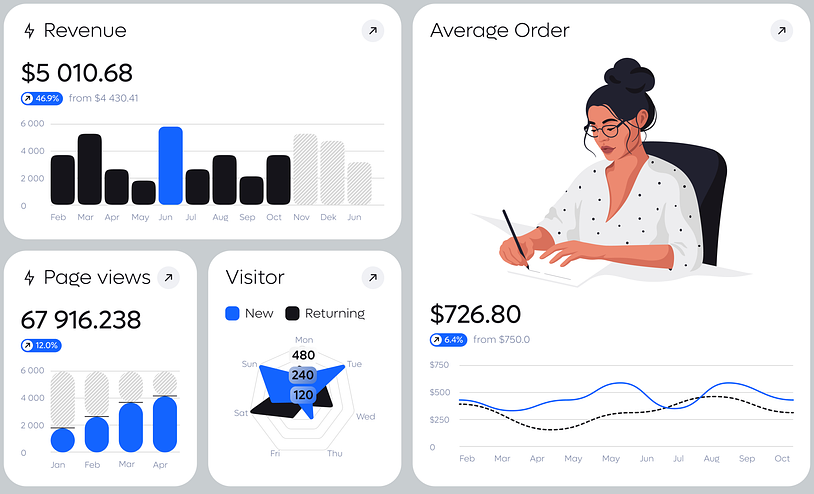 Revenue
$5 010.68
46.9% from $4 430.41
6 000
4 000
2 000
0
Feb Mar Apr May Jun Jul Aug Sep Oct Nov Dek Jun
Page views
67 916.238
12.0%
6 000
4 000
2 000
0
Jan Feb Mar Apr
Visitor
New Returning
Mon
480
Sun Tue
240
120
Sat Wed
Fri Thu
Average Order
$726.80
6.4% from $750.0
$750
$500
$250
0
Feb Mar Apr May May Jun Jul Aug Sep Oct